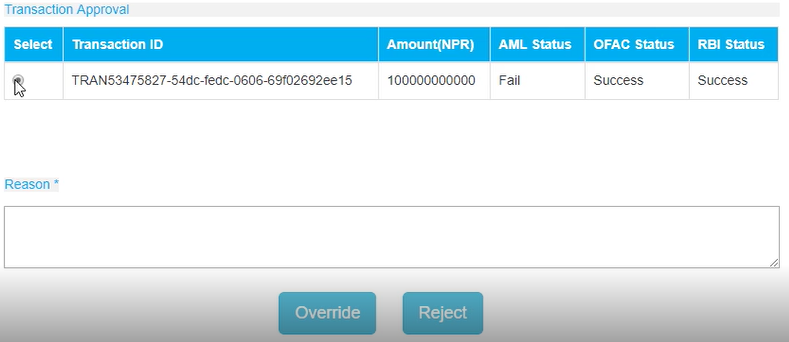 Transaction Approval
Select Transaction ID Amount(NPR) AML Status OFAC Status RBI Status
TRAN53475827-54dc-fedc-0606-69f02692ee15 100000000000 Fail Success Success
Reason *
Override Reject